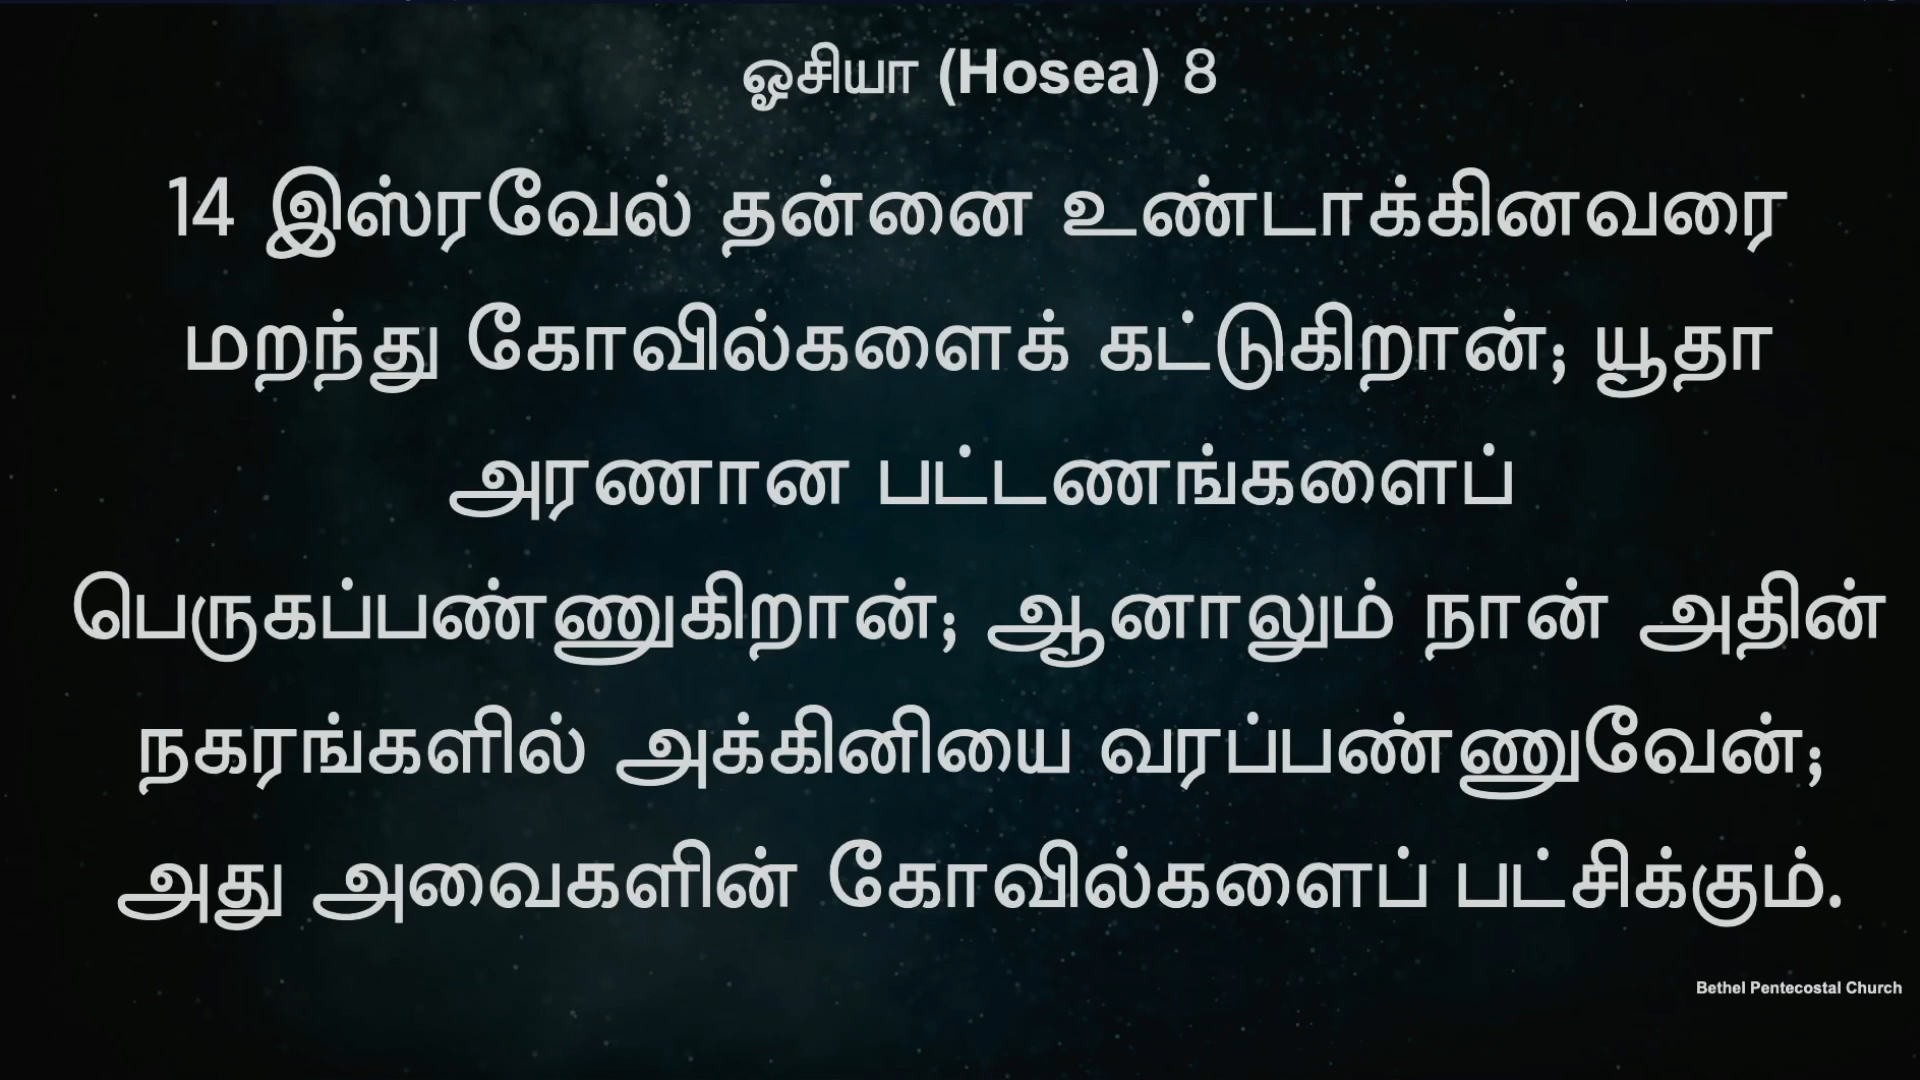 ஓசியா (Hosea) 8
14 இஸ்ரவேல் தன்னை உண்டாக்கினவரை
மறந்து கோவில்களைக் கட்டுகிறான்; யூதா
அரணான பட்டணங்களைப்
பெருகப்பண்ணுகிறான்; ஆனாலும் நான் அதின்
நகரங்களில் அக்கினியை வரப்பண்ணுவேன்;
அது அவைகளின் கோவில்களைப் பட்சிக்கும்.
Bethel Pentecostal Church